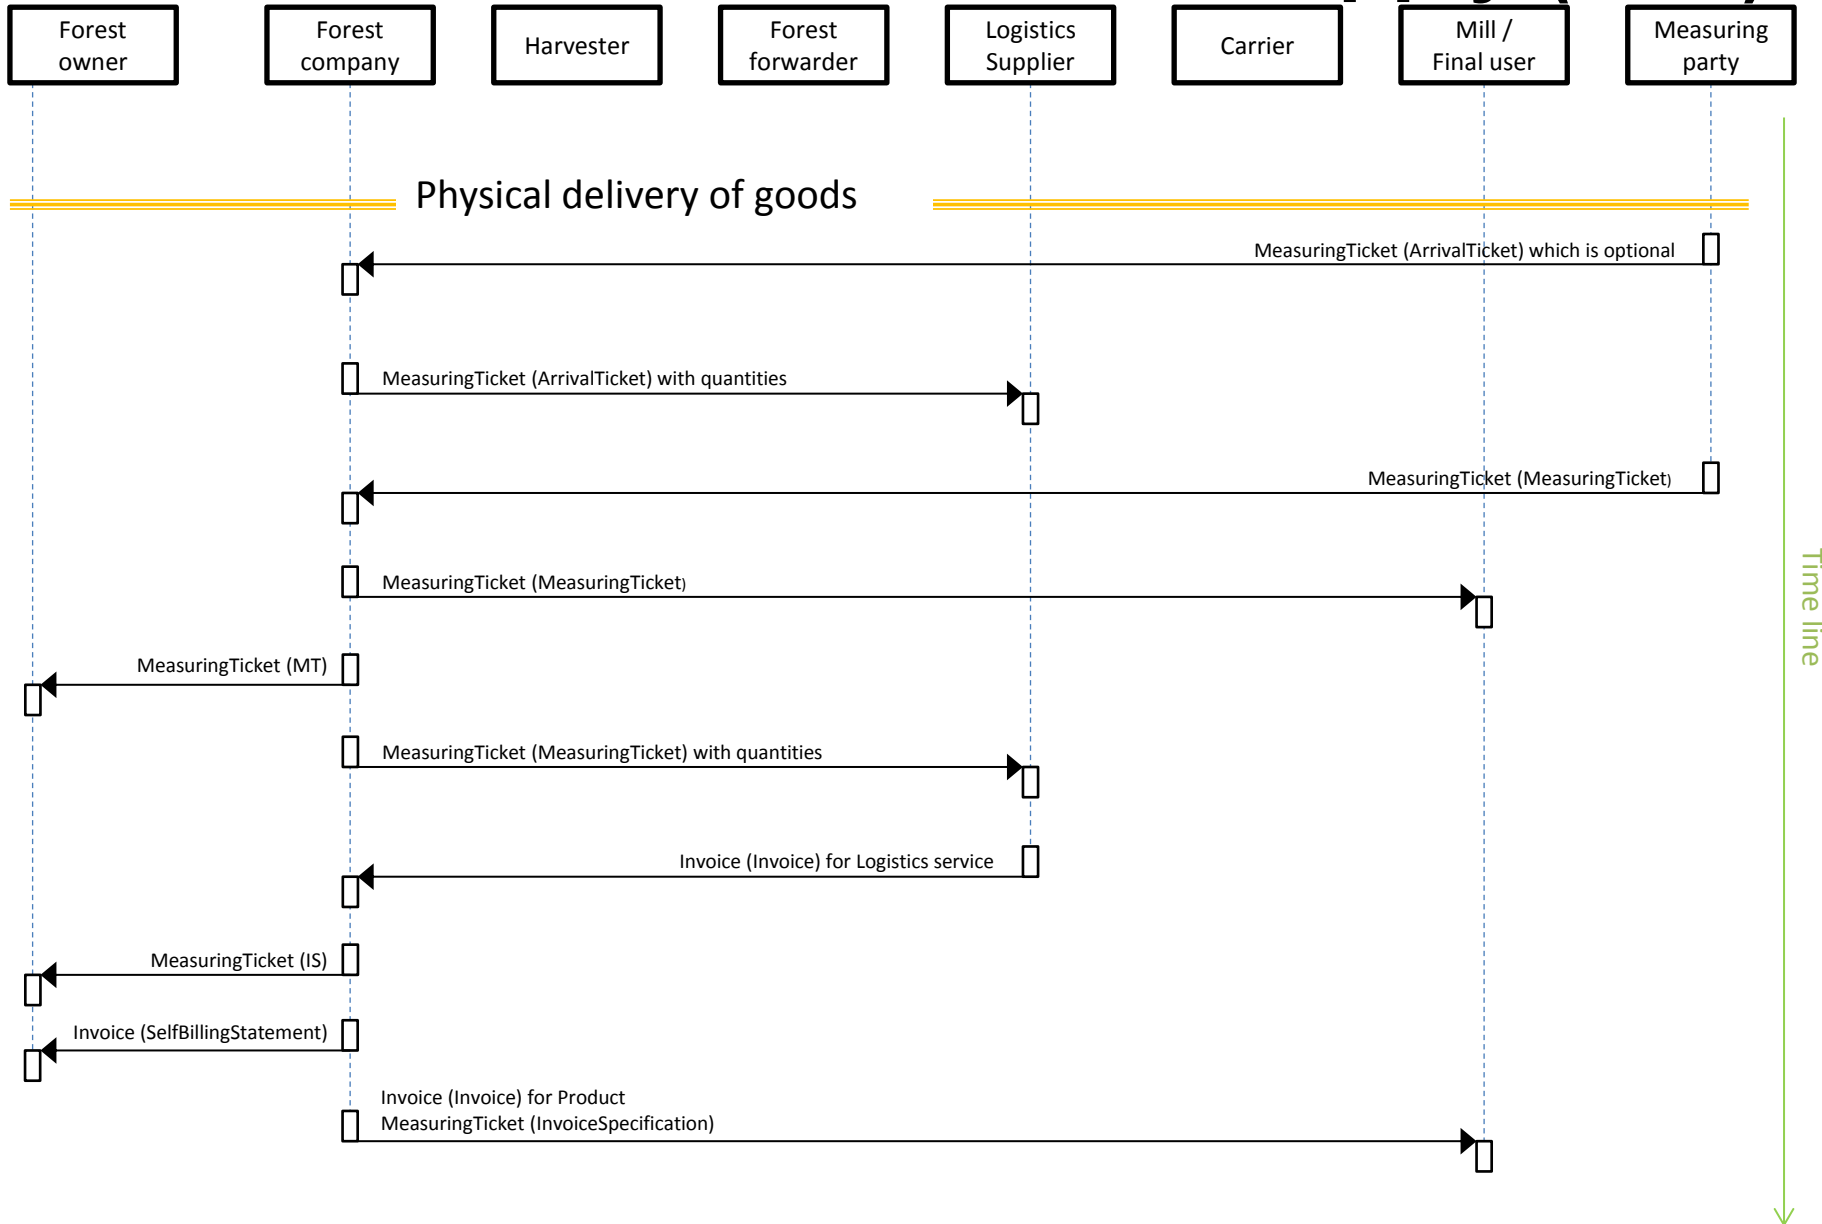 Forest
owner
Forest
company
Harvester
Forest
forwarder
Logistics
Supplier
Carrier
Mill /
Final user
Measuring
party
Physical delivery of goods
MeasuringTicket (ArrivalTicket) which is optional
MeasuringTicket (ArrivalTicket) with quantities
MeasuringTicket (MeasuringTicket)
MeasuringTicket (MeasuringTicket)
Time line
MeasuringTicket (MT)
MeasuringTicket (MeasuringTicket) with quantities
Invoice (Invoice) for Logistics service
MeasuringTicket (IS)
Invoice (SelfBillingStatement)
Invoice (Invoice) for Product
MeasuringTicket (InvoiceSpecification)